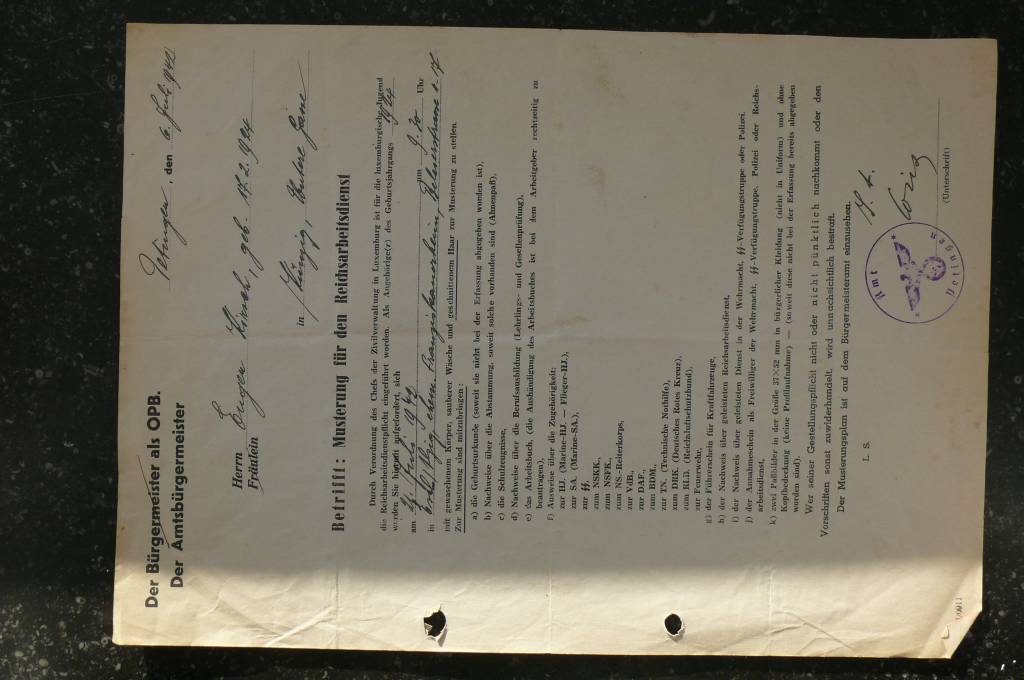 Der Bürgermeister als OPB.
Der Amtsbürgermeister
Petingen, den 6. Juli 1942
Herrn
Fräulein
Eugen Hirsch, geb. 17.2.1924
in
Untere Gaine
Betrifft: Musterung für den Reichsarbeitsdienst
Durch Verordnung des Chefs der Zivilverwaltung in Luxemburg ist für die luxemburgische Jugend
die Reichsarbeitsdienstpflicht eingeführt worden. Als Angehörige(r) des Geburtsjahrgangs 1924
werden Sie hiermit aufgefordert, sich
am Juli 1942 um Uhr
in
mit gewaschenem Körper, sauberer Wäsche und geschnittenem Haar zur Musterung zu stellen.
Zur Musterung sind mitzubringen:
a) die Geburtsurkunde (soweit sie nicht bei der Erfassung abgegeben worden ist),
b) Nachweise über die Abstammung, soweit solche vorhanden sind (Ahnenpaß),
c) die Schulzeugnisse,
d) Nachweise über die Berufsausbildung (Lehrlings- und Gesellenprüfung),
e) das Arbeitsbuch, (die Aushändigung des Arbeitsbuches ist bei dem Arbeitgeber rechtzeitig zu
beantragen),
f) Ausweise über die Zugehörigkeit:
zur HJ. (Marine-HJ. — Flieger-HJ.),
zur SA. (Marine-SA.),
zur SS.
zum NSKK.,
zum NSFK.,
zum NS.-Reiterkorps,
zur VdB.,
zur DAF.,
zum BDM.,
zur TN. (Technische Nothilfe),
zum DRK. (Deutsches Rotes Kreuz),
zum RLB. (Reichsluftschutzbund),
zur Feuerwehr,
g) der Führerschein für Kraftfahrzeuge,
h) der Nachweis über geleisteten Reichsarbeitsdienst,
i) der Nachweis über geleisteten Dienst in der Wehrmacht, SS-Verfügungstruppe oder Polizei.
j) der Annahmeschein als Freiwilliger der Wehrmacht, SS-Verfügungstruppe, Polizei oder Reichs-
arbeitsdienst,
k) zwei Paßbilder in der Größe 37×52 mm in bürgerlicher Kleidung (nicht in Uniform) und ohne
Kopfbedeckung (keine Profilaufnahme) — (soweit diese nicht bei der Erfassung bereits abgegeben
worden sind).
Wer seiner Gestellungspflicht nicht oder nicht pünktlich nachkommt oder den
Vorschriften sonst zuwiderhandelt, wird unnachsichtlich bestraft.
Der Musterungsplan ist auf dem Bürgermeisteramt einzusehen.
L. S.
Amt
Petingen
(Unterschrift)